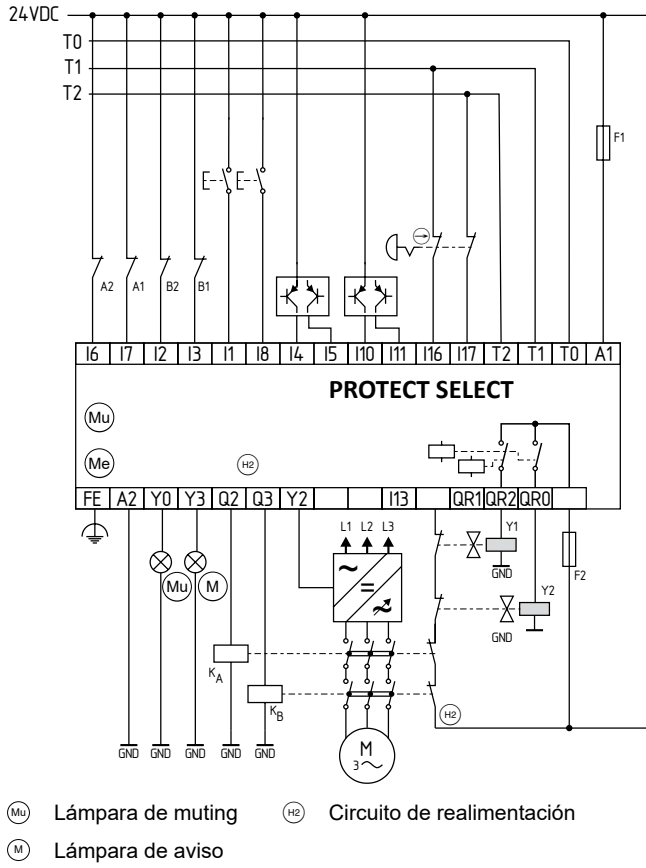 24VDC
T0
T1
T2
F1
A2 A1 B2 B1
I6 I7 I2 I3 I1 I8 I4 I5 I10 I11 I16 I17 T2 T1 T0 A1
PROTECT SELECT
Mu
Me H2
FE A2 Y0 Y3 Q2 Q3 Y2 I13 QR1 QR2 QR0
L1 L2 L3 Y1
GND F2
Mu M Y2
GND
KA
KB
H2
M
3~
GND GND GND GND GND
Mu Lámpara de muting H2 Circuito de realimentación
M Lámpara de aviso